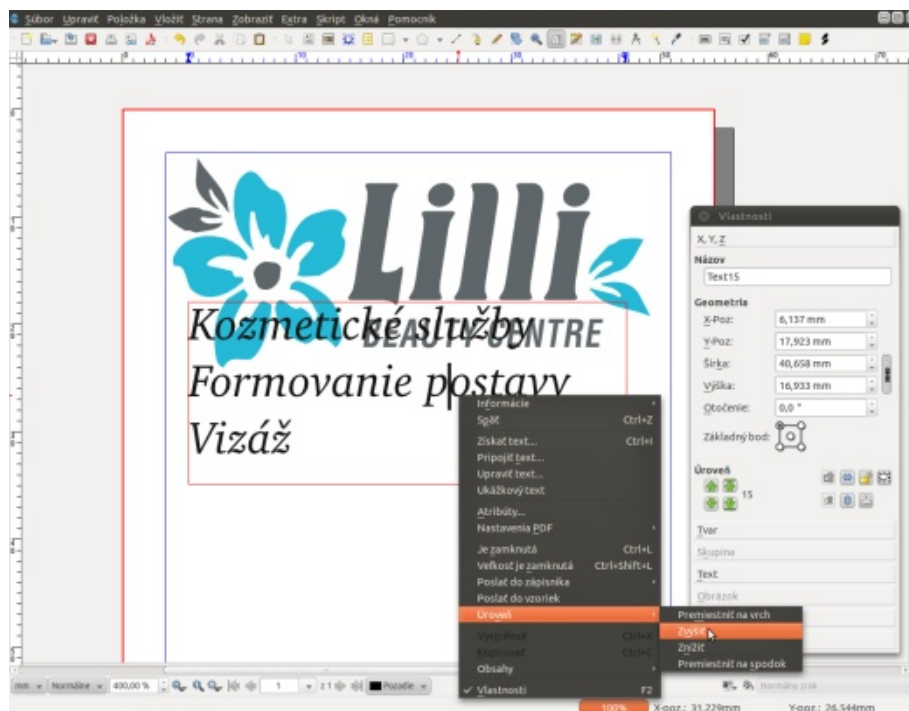 Súbor Upraviť Položka Vložiť Strana Zobraziť Extra Skript Okná Pomocník
Lilli
BEAUTY CENTRE
Kozmetické služby
Formovanie postavy
Vizáž
Vlastnosti
X, Y, Z
Názov
Text15
Geometria
X-Poz: 6,137 mm
Y-Poz: 17,923 mm
Šírka: 40,658 mm
Výška: 16,933 mm
Otočenie: 0,0 °
Základný bod:
Úroveň
15
Tvar
Skupina
Text
Obrázok
Informácie
Späť Ctrl+Z
Získať text... Ctrl+I
Pripojiť text...
Upraviť text...
Ukážkový text
Atribúty...
Nastavenia PDF
Je zamknutá Ctrl+L
Veľkosť je zamknutá Ctrl+Shift+L
Poslať do zápisníka
Poslať do vzoriek
Úroveň
Vystrihnúť Ctrl+X
Kopírovať Ctrl+C
Obsahy
Vlastnosti F2
Premiestniť na vrch
Zvýšiť
Znížiť
Premiestniť na spodok
mm Normálne 400,00 % 1 z 1 Pozadie Normálny zrak
100% X-poz.: 31,229mm Y-poz.: 26,544mm